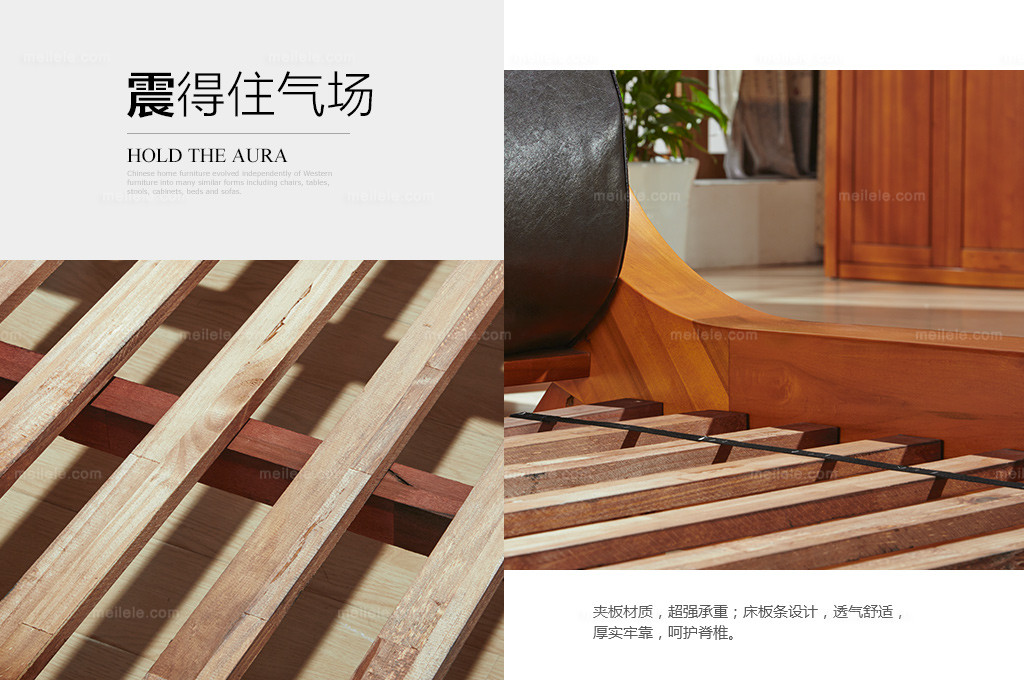 震得住气场
HOLD THE AURA
Chinese home furniture evolved independently of Western
furniture into many similar forms including chairs, tables,
stools, cabinets, beds and sofas.
夹板材质，超强承重；床板条设计，透气舒适，
厚实牢靠，呵护脊椎。
meilele.com